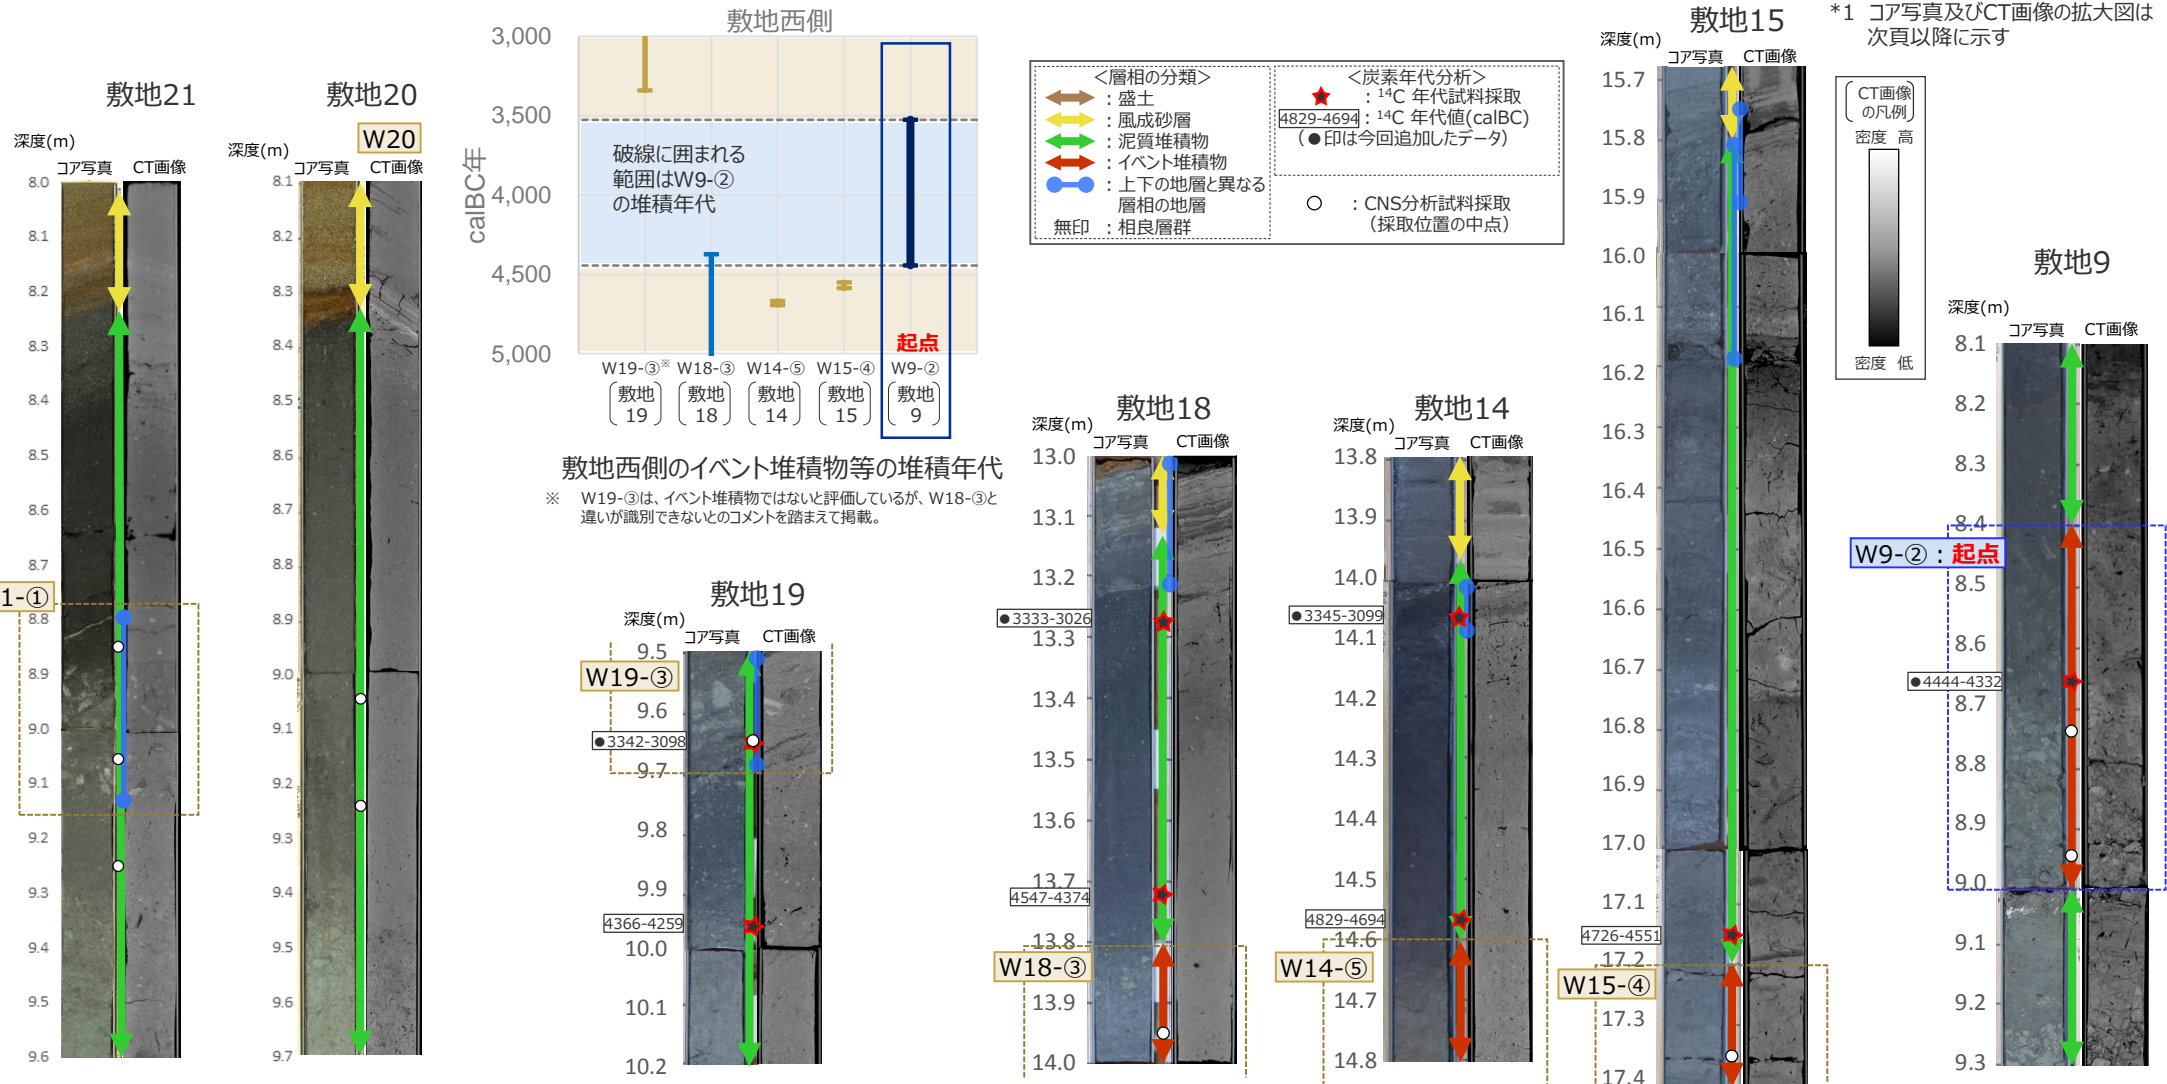 敷地西側
3,000
3,500
4,000
4,500
5,000
calBC年
破線に囲まれる
範囲はW9-②
の堆積年代
起点
W19-③※
W18-③
W14-⑤
W15-④
W9-②
敷地
19
敷地
18
敷地
14
敷地
15
敷地
9
敷地西側のイベント堆積物等の堆積年代
※ W19-③は、イベント堆積物ではないと評価しているが、W18-③と
違いが識別できないとのコメントを踏まえて掲載。
<層相の分類>
:盛土
:風成砂層
:泥質堆積物
:イベント堆積物
:上下の地層と異なる
層相の地層
無印 :相良層群
<炭素年代分析>
:14C 年代試料採取
4829-4694 :14C 年代値(calBC)
(●印は今回追加したデータ)
○ :CNS分析試料採取
(採取位置の中点)
*1 コア写真及びCT画像の拡大図は
次頁以降に示す
CT画像
の凡例
密度 高
密度 低
敷地21
深度(m)
コア写真 CT画像
8.0
8.1
8.2
8.3
8.4
8.5
8.6
8.7
1-①
8.8
8.9
9.0
9.1
9.2
9.3
9.4
9.5
9.6
敷地20
W20
深度(m)
コア写真 CT画像
8.1
8.2
8.3
8.4
8.5
8.6
8.7
8.8
8.9
9.0
9.1
9.2
9.3
9.4
9.5
9.6
9.7
敷地19
深度(m)
コア写真 CT画像
9.5
W19-③
9.6
●3342-3098
9.7
9.8
9.9
4366-4259
10.0
10.1
10.2
敷地18
深度(m)
コア写真 CT画像
13.0
13.1
13.2
●3333-3026
13.3
13.4
13.5
13.6
13.7
4547-4374
13.8
W18-③
13.9
14.0
敷地14
深度(m)
コア写真 CT画像
13.8
13.9
14.0
●3345-3099
14.1
14.2
14.3
14.4
14.5
4829-4694
14.6
W14-⑤
14.7
14.8
敷地15
深度(m)
コア写真 CT画像
15.7
15.8
15.9
16.0
16.1
16.2
16.3
16.4
16.5
16.6
16.7
16.8
16.9
17.0
17.1
4726-4551
17.2
W15-④
17.3
17.4
敷地9
深度(m)
コア写真 CT画像
8.1
8.2
8.3
8.4
W9-②:起点
8.5
8.6
●4444-4332
8.7
8.8
8.9
9.0
9.1
9.2
9.3